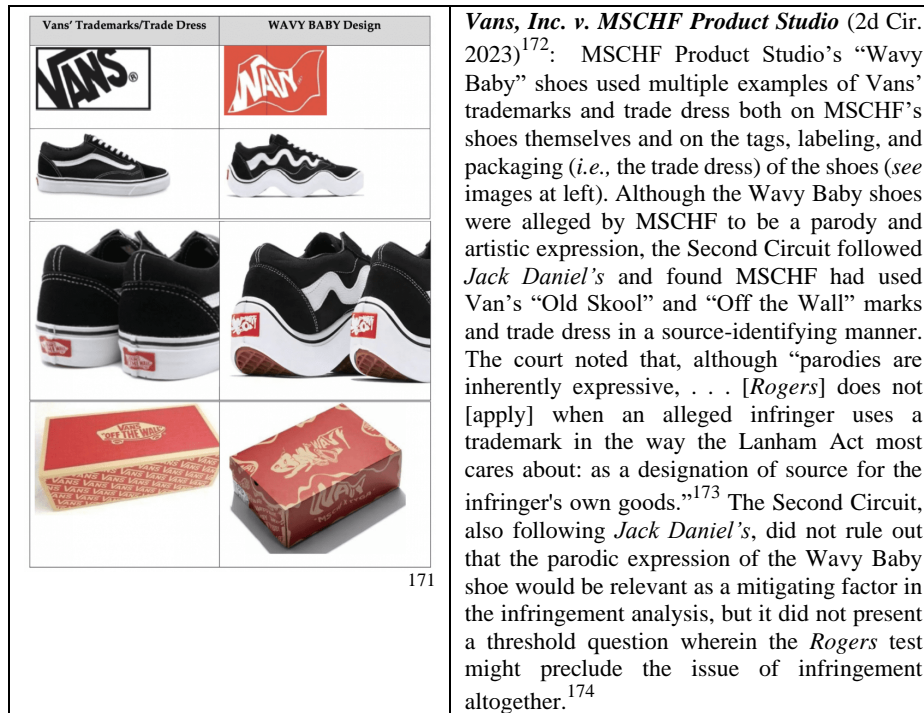 Vans’ Trademarks/Trade Dress
WAVY BABY Design
VANS®
WAVY
VANS
"OFF THE WALL"
VANS VANS VANS VANS VANS
171
Vans, Inc. v. MSCHF Product Studio (2d Cir.
2023)172: MSCHF Product Studio’s “Wavy
Baby” shoes used multiple examples of Vans’
trademarks and trade dress both on MSCHF’s
shoes themselves and on the tags, labeling, and
packaging (i.e., the trade dress) of the shoes (see
images at left). Although the Wavy Baby shoes
were alleged by MSCHF to be a parody and
artistic expression, the Second Circuit followed
Jack Daniel’s and found MSCHF had used
Van’s “Old Skool” and “Off the Wall” marks
and trade dress in a source-identifying manner.
The court noted that, although “parodies are
inherently expressive, . . . [Rogers] does not
[apply] when an alleged infringer uses a
trademark in the way the Lanham Act most
cares about: as a designation of source for the
infringer's own goods.”173 The Second Circuit,
also following Jack Daniel’s, did not rule out
that the parodic expression of the Wavy Baby
shoe would be relevant as a mitigating factor in
the infringement analysis, but it did not present
a threshold question wherein the Rogers test
might preclude the issue of infringement
altogether.174